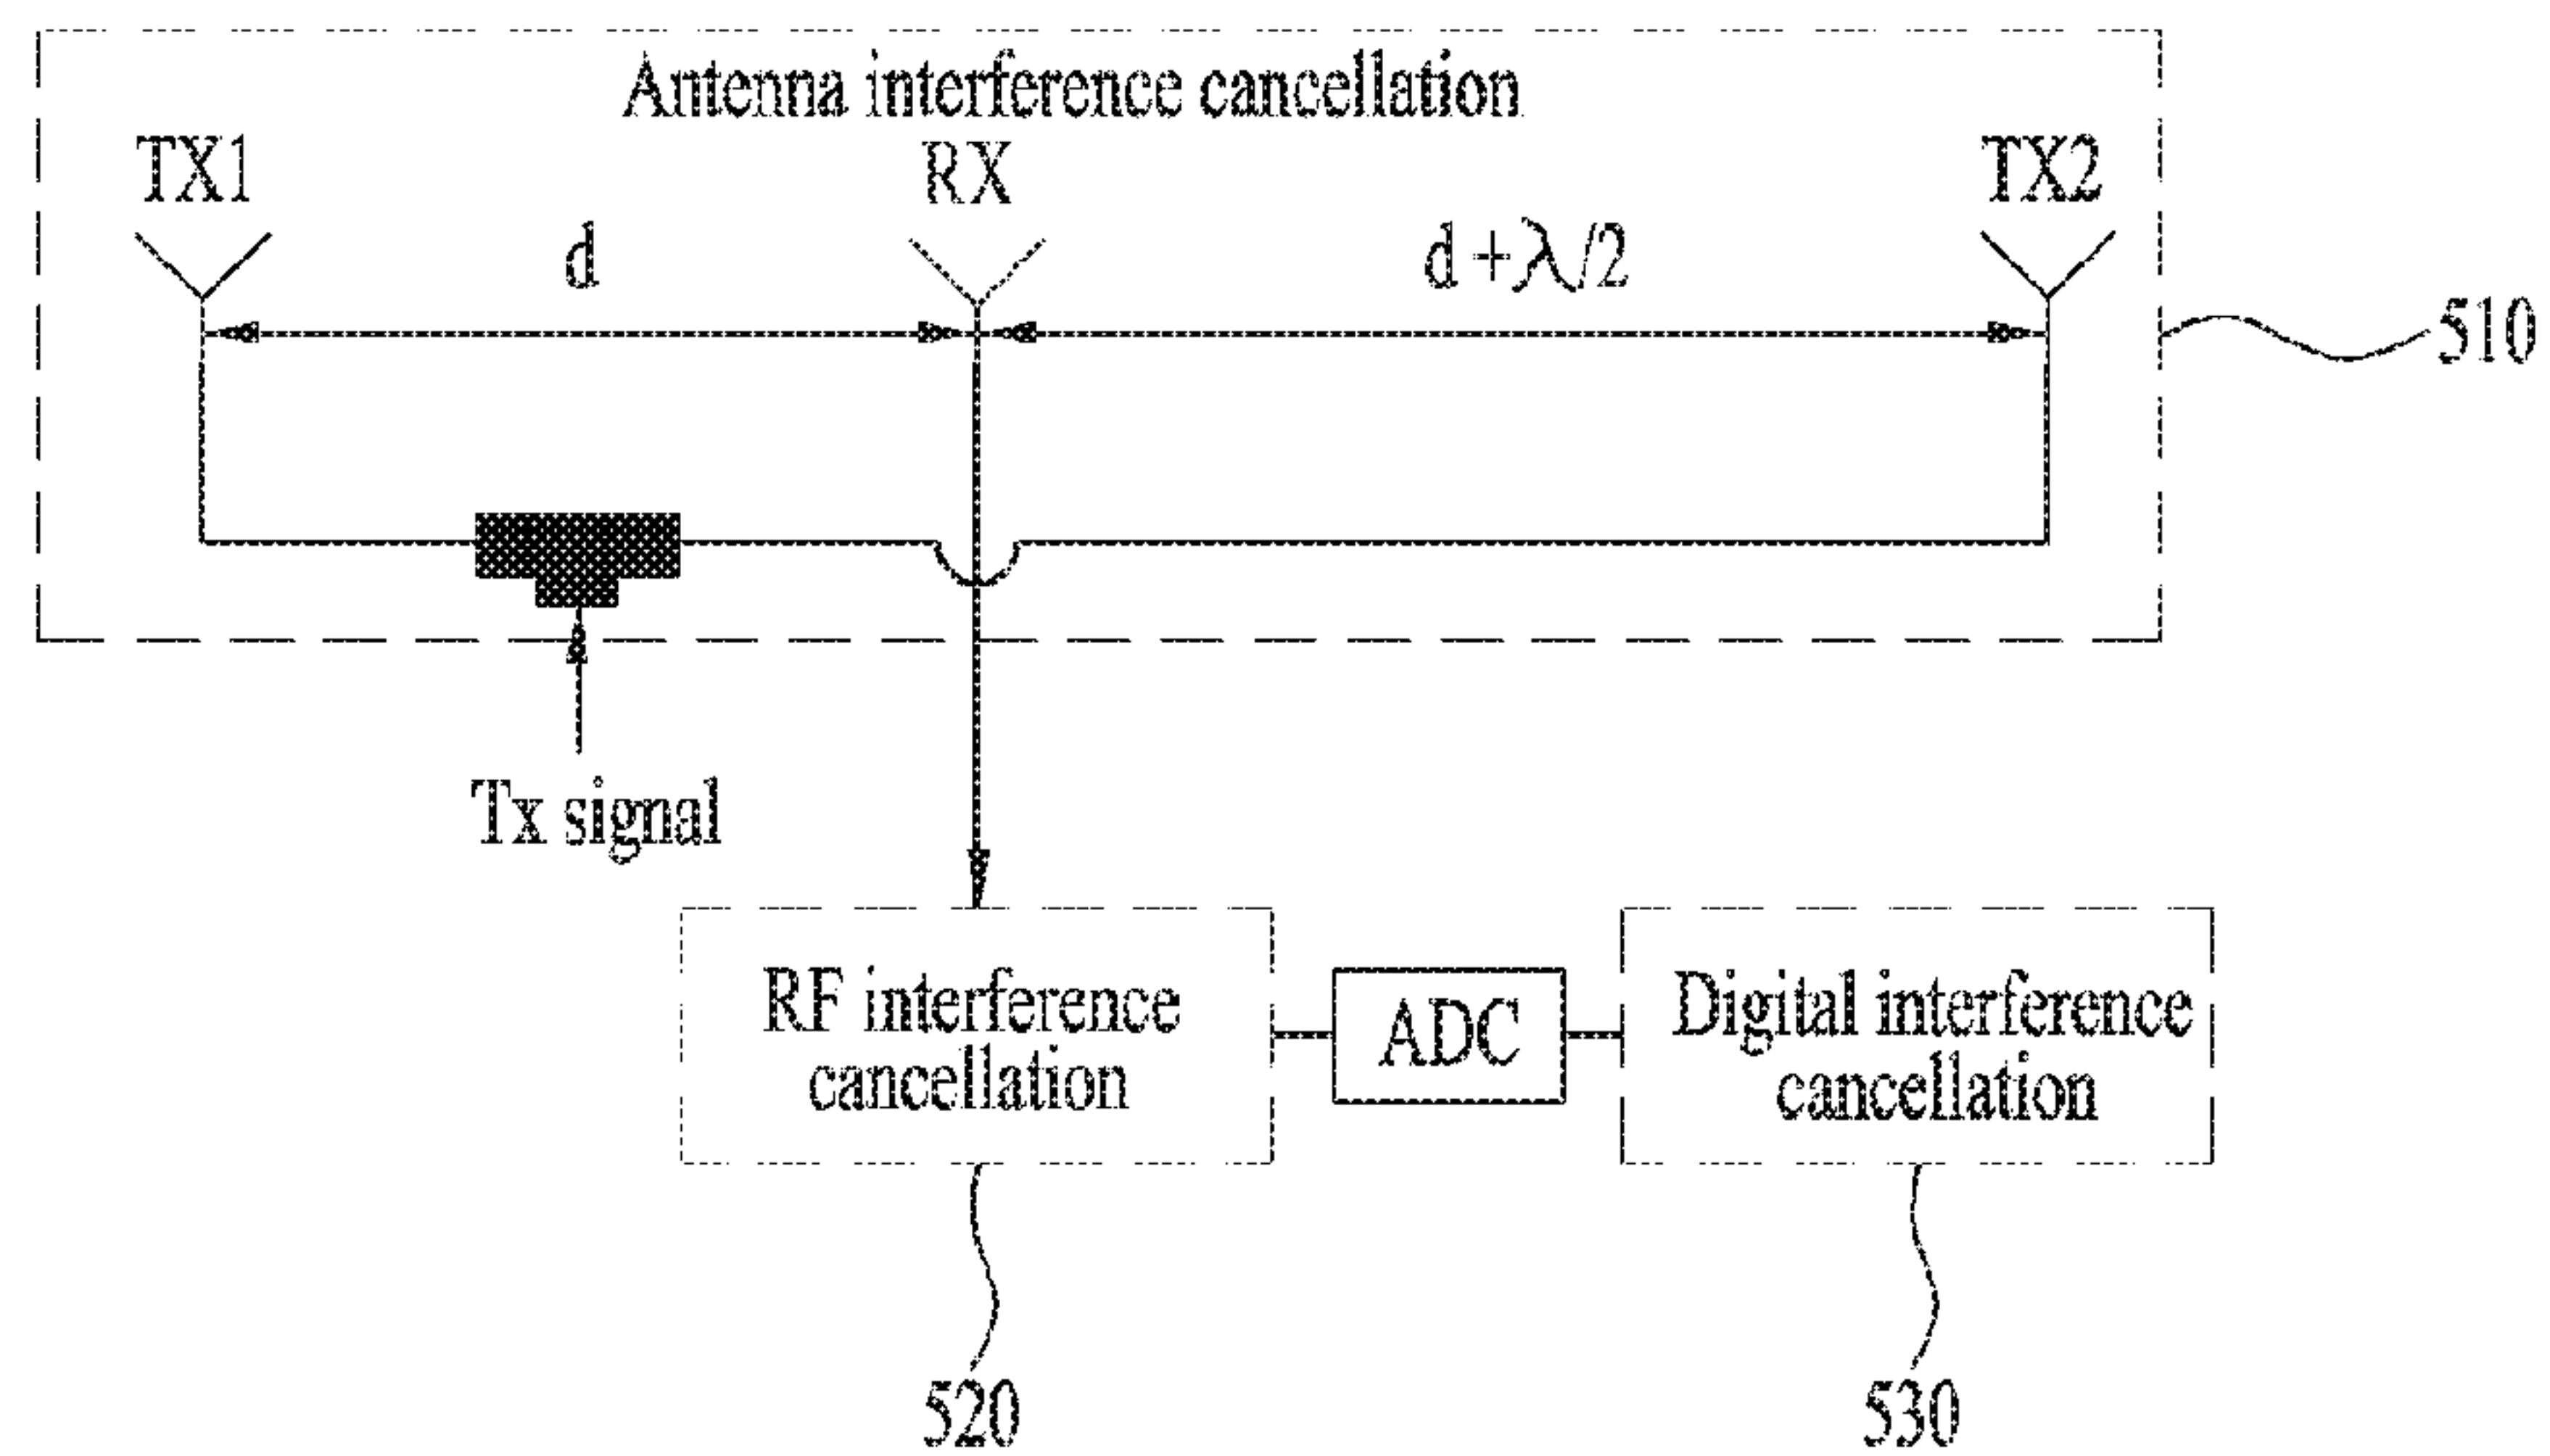 Antenna interference cancellation
TX1
RX
TX2
d
d +λ/2
510
Tx signal
RF interference
cancellation
ADC
Digital interference
cancellation
520
530